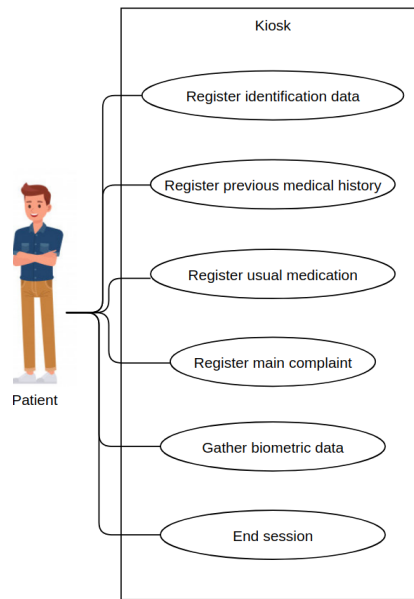 Kiosk
Register identification data
Register previous medical history
Register usual medication
Register main complaint
Patient
Gather biometric data
End session